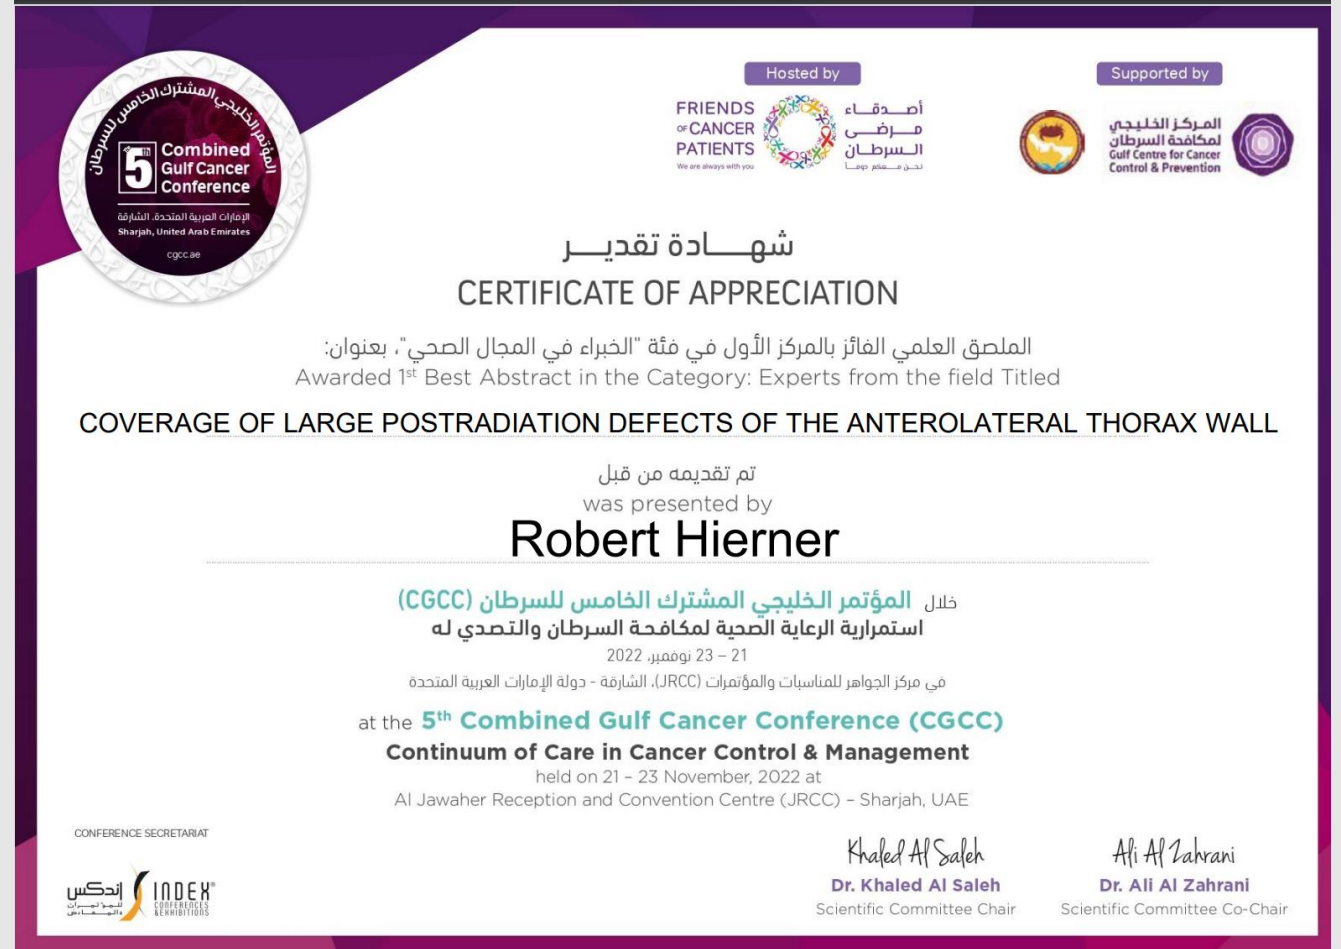 المؤتمر الخليجي المشترك الخامس للسرطان
5th Combined
Gulf Cancer
Conference
الإمارات العربية المتحدة. الشارقة
Sharjah, United Arab Emirates
cgcc.ae
Hosted by
FRIENDS
OF CANCER
PATIENTS
We are always with you
أصـدقــاء
مــرضــى
الـسرطــان
نحـن مـعكم دومــاً
Supported by
المركز الخليجي
لمكافحة السرطان
Gulf Centre for Cancer
Control & Prevention
شهـــادة تقديـــر
CERTIFICATE OF APPRECIATION
الملصق العلمي الفائز بالمركز الأول في فئة "الخبراء في المجال الصحي"، بعنوان:
Awarded 1st Best Abstract in the Category: Experts from the field Titled
COVERAGE OF LARGE POSTRADIATION DEFECTS OF THE ANTEROLATERAL THORAX WALL
تم تقديمه من قبل
was presented by
Robert Hierner
خلال المؤتمر الخليجي المشترك الخامس للسرطان (CGCC)
استمرارية الرعاية الصحية لمكافحة السرطان والتصدي له
21 – 23 نوفمبر، 2022
في مركز الجواهر للمناسبات والمؤتمرات (JRCC)، الشارقة - دولة الإمارات العربية المتحدة
at the 5th Combined Gulf Cancer Conference (CGCC)
Continuum of Care in Cancer Control & Management
held on 21 – 23 November, 2022 at
Al Jawaher Reception and Convention Centre (JRCC) – Sharjah, UAE
CONFERENCE SECRETARIAT
إندكس
للمؤتمرات
والمعارض
INDEX®
CONFERENCES
& EXHIBITIONS
Khaled Al Saleh
Dr. Khaled Al Saleh
Scientific Committee Chair
Ali Al Zahrani
Dr. Ali Al Zahrani
Scientific Committee Co-Chair